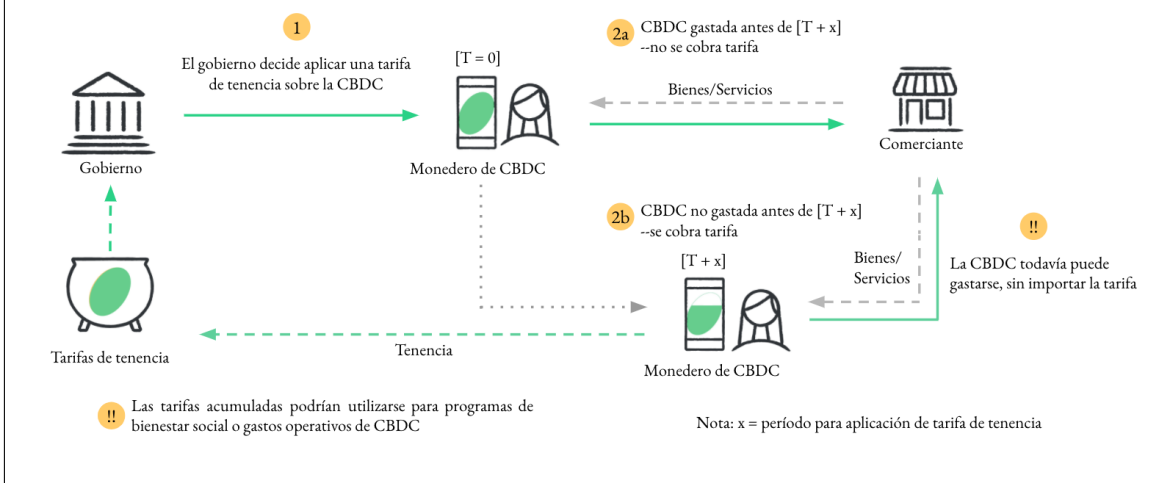 1
El gobierno decide aplicar una tarifa
de tenencia sobre la CBDC
Gobierno
[T = 0]
Monedero de CBDC
2a
CBDC gastada antes de [T + x]
--no se cobra tarifa
Bienes/Servicios
Comerciante
2b
CBDC no gastada antes de [T + x]
--se cobra tarifa
[T + x]
Monedero de CBDC
Bienes/
Servicios
!!
La CBDC todavía puede
gastarse, sin importar la tarifa
Tenencia
Tarifas de tenencia
!!
Las tarifas acumuladas podrían utilizarse para programas de
bienestar social o gastos operativos de CBDC
Nota: x = período para aplicación de tarifa de tenencia